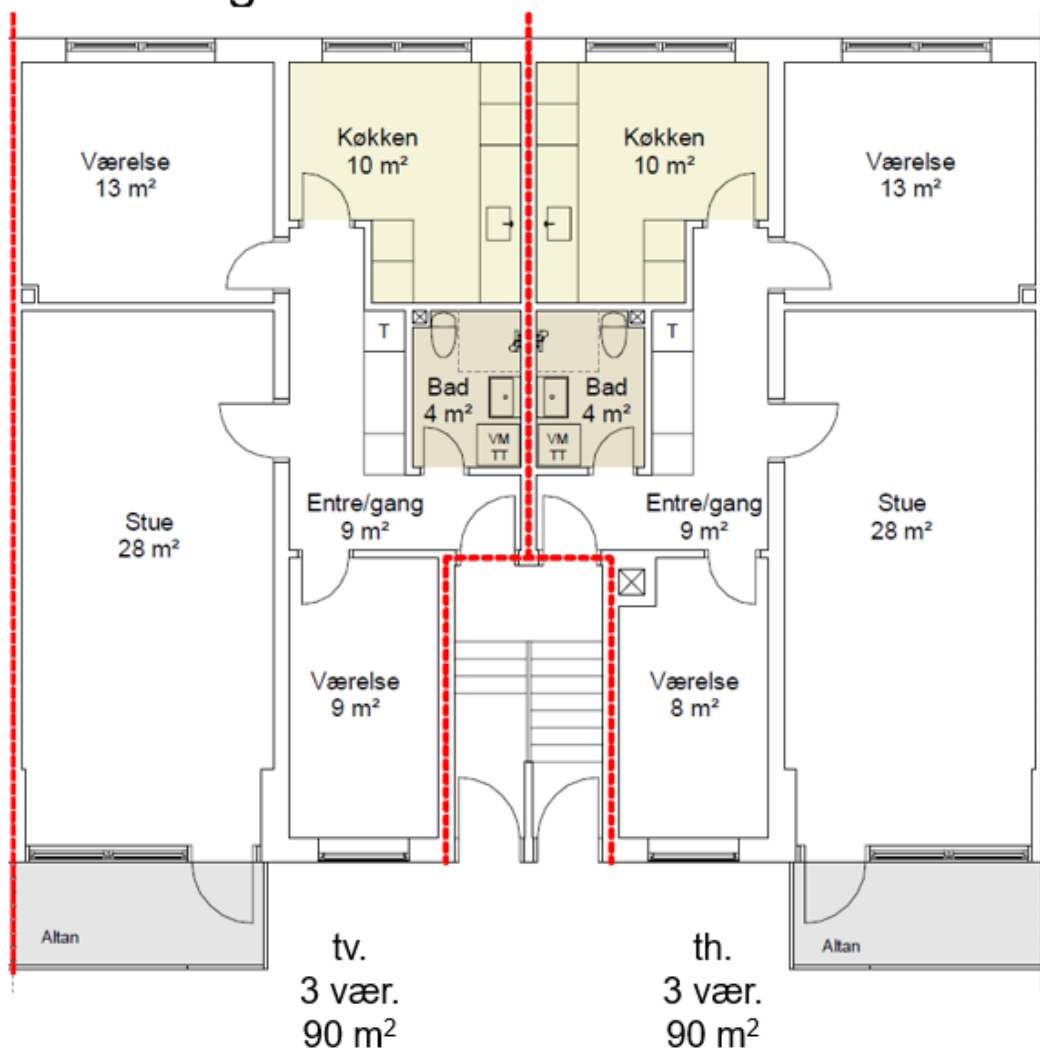 Køkken
10 m²
Køkken
10 m²
Værelse
13 m²
Værelse
13 m²
T
T
Bad
4 m²
Bad
4 m²
VM
TT
VM
TT
Entre/gang
9 m²
Entre/gang
9 m²
Stue
28 m²
Stue
28 m²
Værelse
9 m²
Værelse
8 m²
Altan
Altan
tv.
3 vær.
90 m²
th.
3 vær.
90 m²